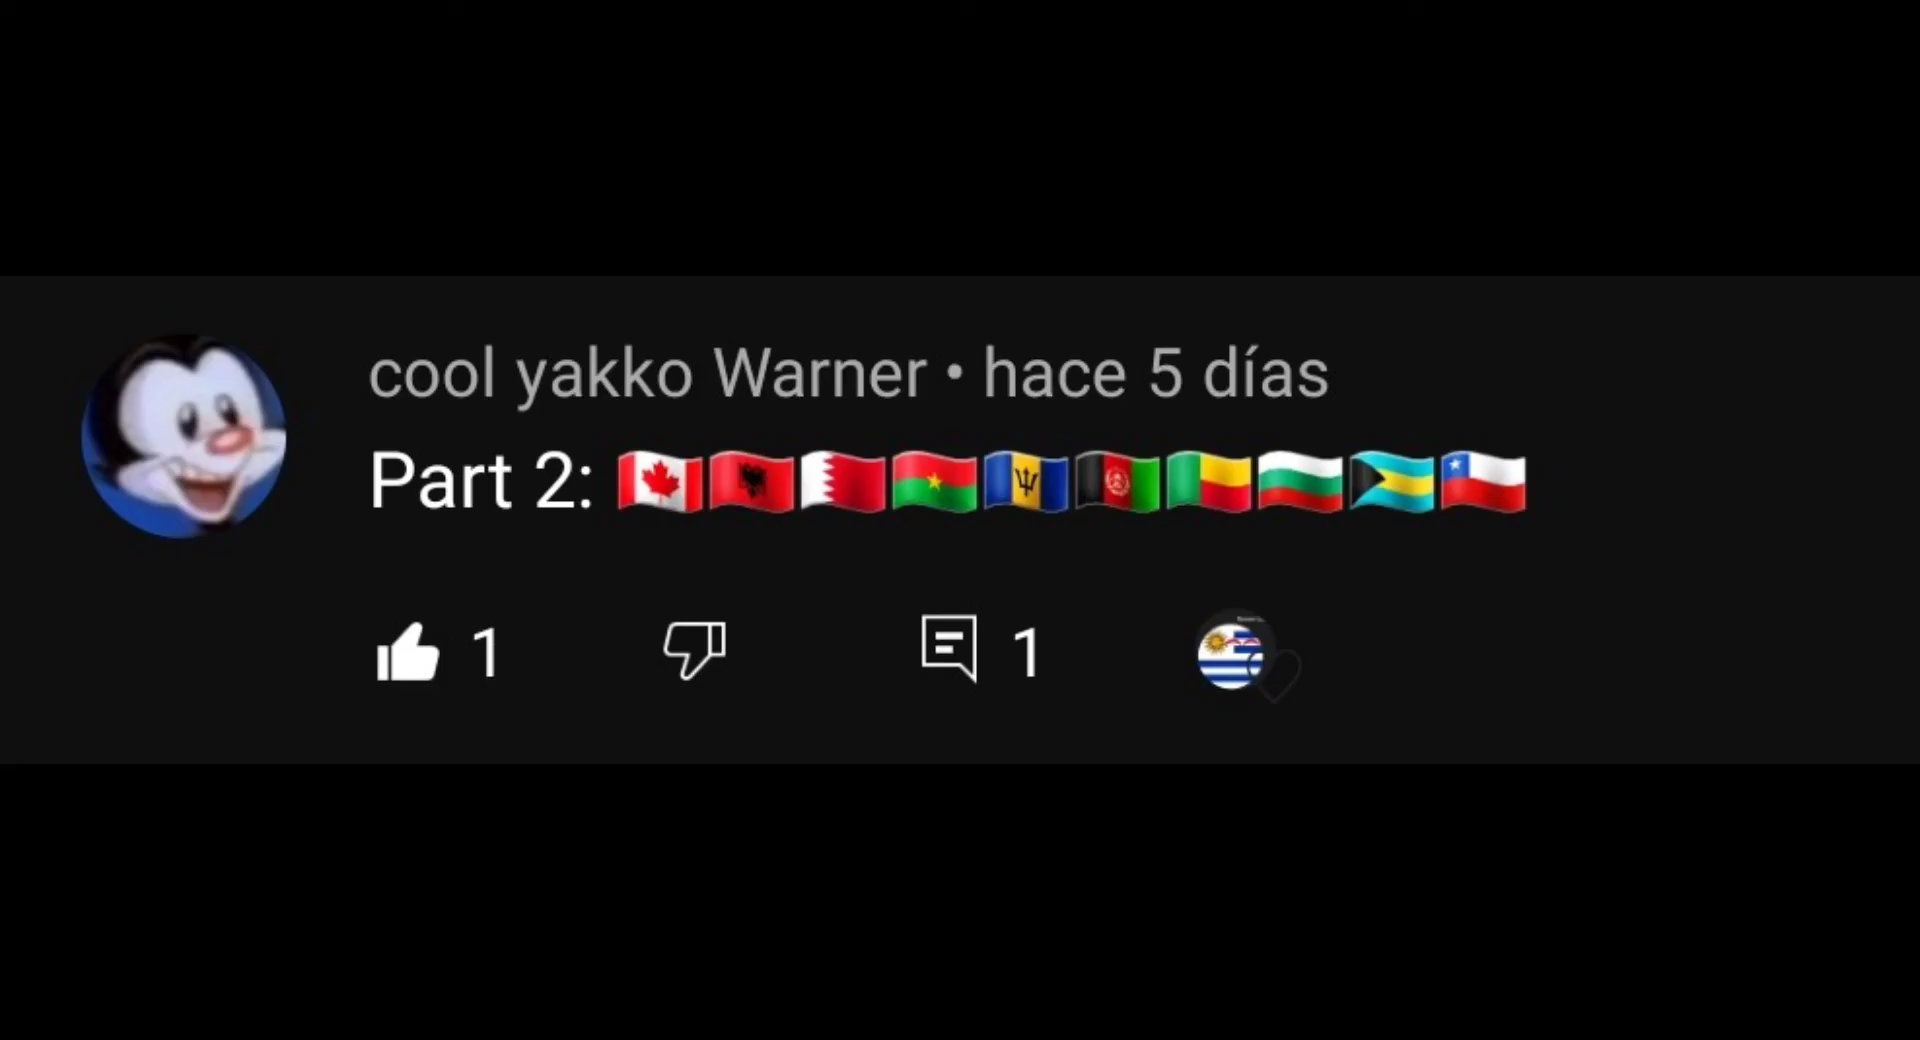 cool yakko Warner • hace 5 días
Part 2: 🇨🇦🇦🇱🇧🇭🇧🇫🇧🇧🇦🇫🇧🇯🇧🇬🇧🇸🇨🇱
1 1